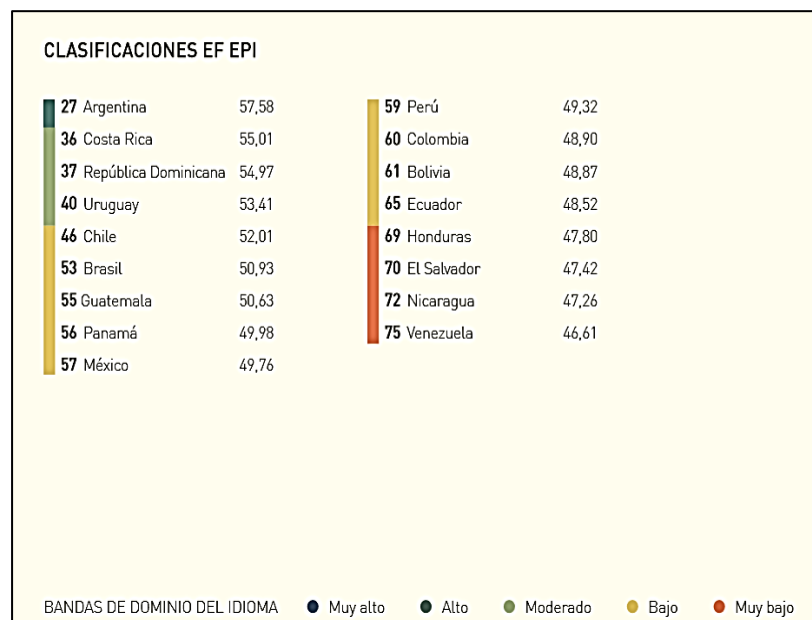 CLASIFICACIONES EF EPI
27 Argentina 57,58
36 Costa Rica 55,01
37 República Dominicana 54,97
40 Uruguay 53,41
46 Chile 52,01
53 Brasil 50,93
55 Guatemala 50,63
56 Panamá 49,98
57 México 49,76
59 Perú 49,32
60 Colombia 48,90
61 Bolivia 48,87
65 Ecuador 48,52
69 Honduras 47,80
70 El Salvador 47,42
72 Nicaragua 47,26
75 Venezuela 46,61
BANDAS DE DOMINIO DEL IDIOMA Muy alto Alto Moderado Bajo Muy bajo